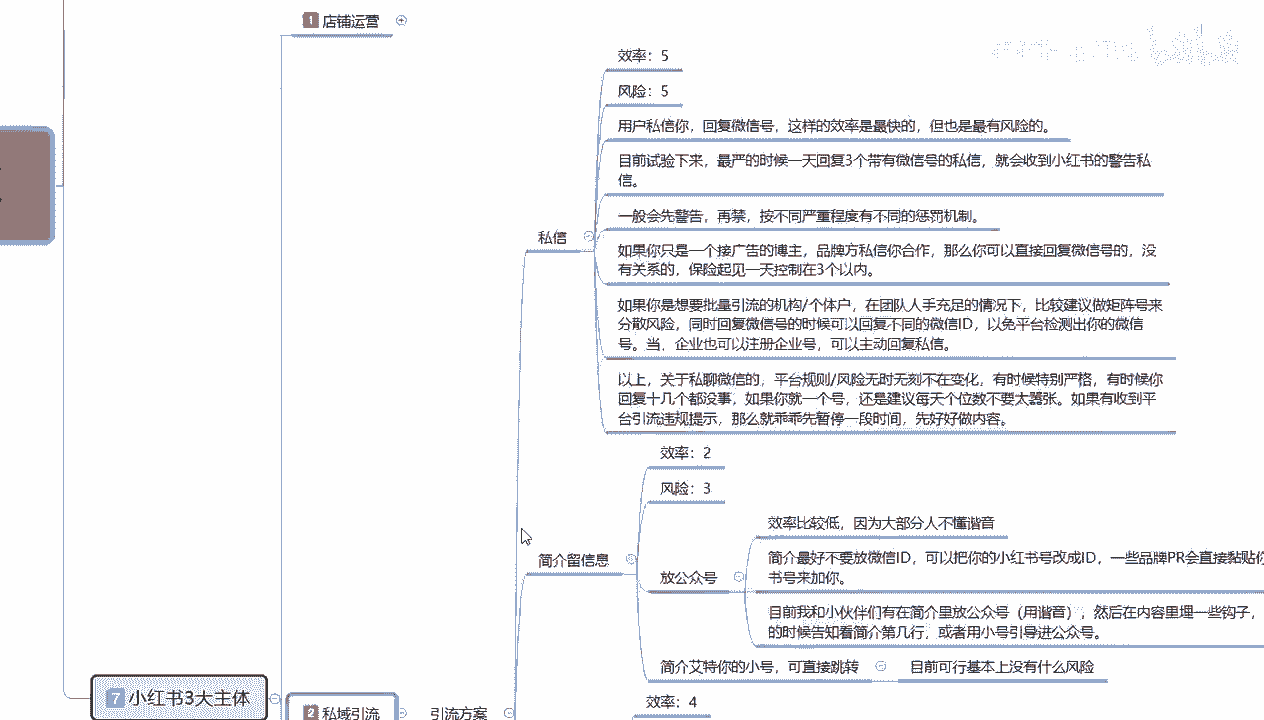 1 店铺运营
效率：5
风险：5
用户私信你，回复微信号，这样的效率是最快的，但也是最有风险的。
目前试验下来，最严的时候一天回复3个带有微信号的私信，就会收到小红书的警告私
信。
一般会先警告，再禁，按不同严重程度有不同的惩罚机制。
私信
如果你只是一个接广告的博主，品牌方私信你合作，那么你可以直接回复微信号的，没
有关系的，保险起见一天控制在3个以内。
如果你是想要批量引流的机构/个体户，在团队人手充足的情况下，比较建议做矩阵号来
分散风险，同时回复微信号的时候可以回复不同的微信ID，以免平台检测出你的微信
号。当，企业也可以注册企业号，可以主动回复私信。
以上，关于私聊微信的，平台规则/风险无时无刻不在变化，有时候特别严格，有时候你
回复十几个都没事，如果你就一个号，还是建议每天个位数不要太嚣张。如果有收到平
台引流违规提示，那么就乖乖先暂停一段时间，先好好做内容。
效率：2
风险：3
效率比较低，因为大部分人不懂谐音
简介留信息
放公众号
简介最好不要放微信ID，可以把你的小红书号改成ID，一些品牌PR会直接黏贴你
书号来加你。
目前我和小伙伴们有在简介里放公众号（用谐音），然后在内容里埋一些钩子，
的时候告知看简介第几行，或者用小号引导进公众号。
简介艾特你的小号，可直接跳转
目前可行基本上没有什么风险
7 小红书3大主体
2 私域引流
引流方案
效率：4